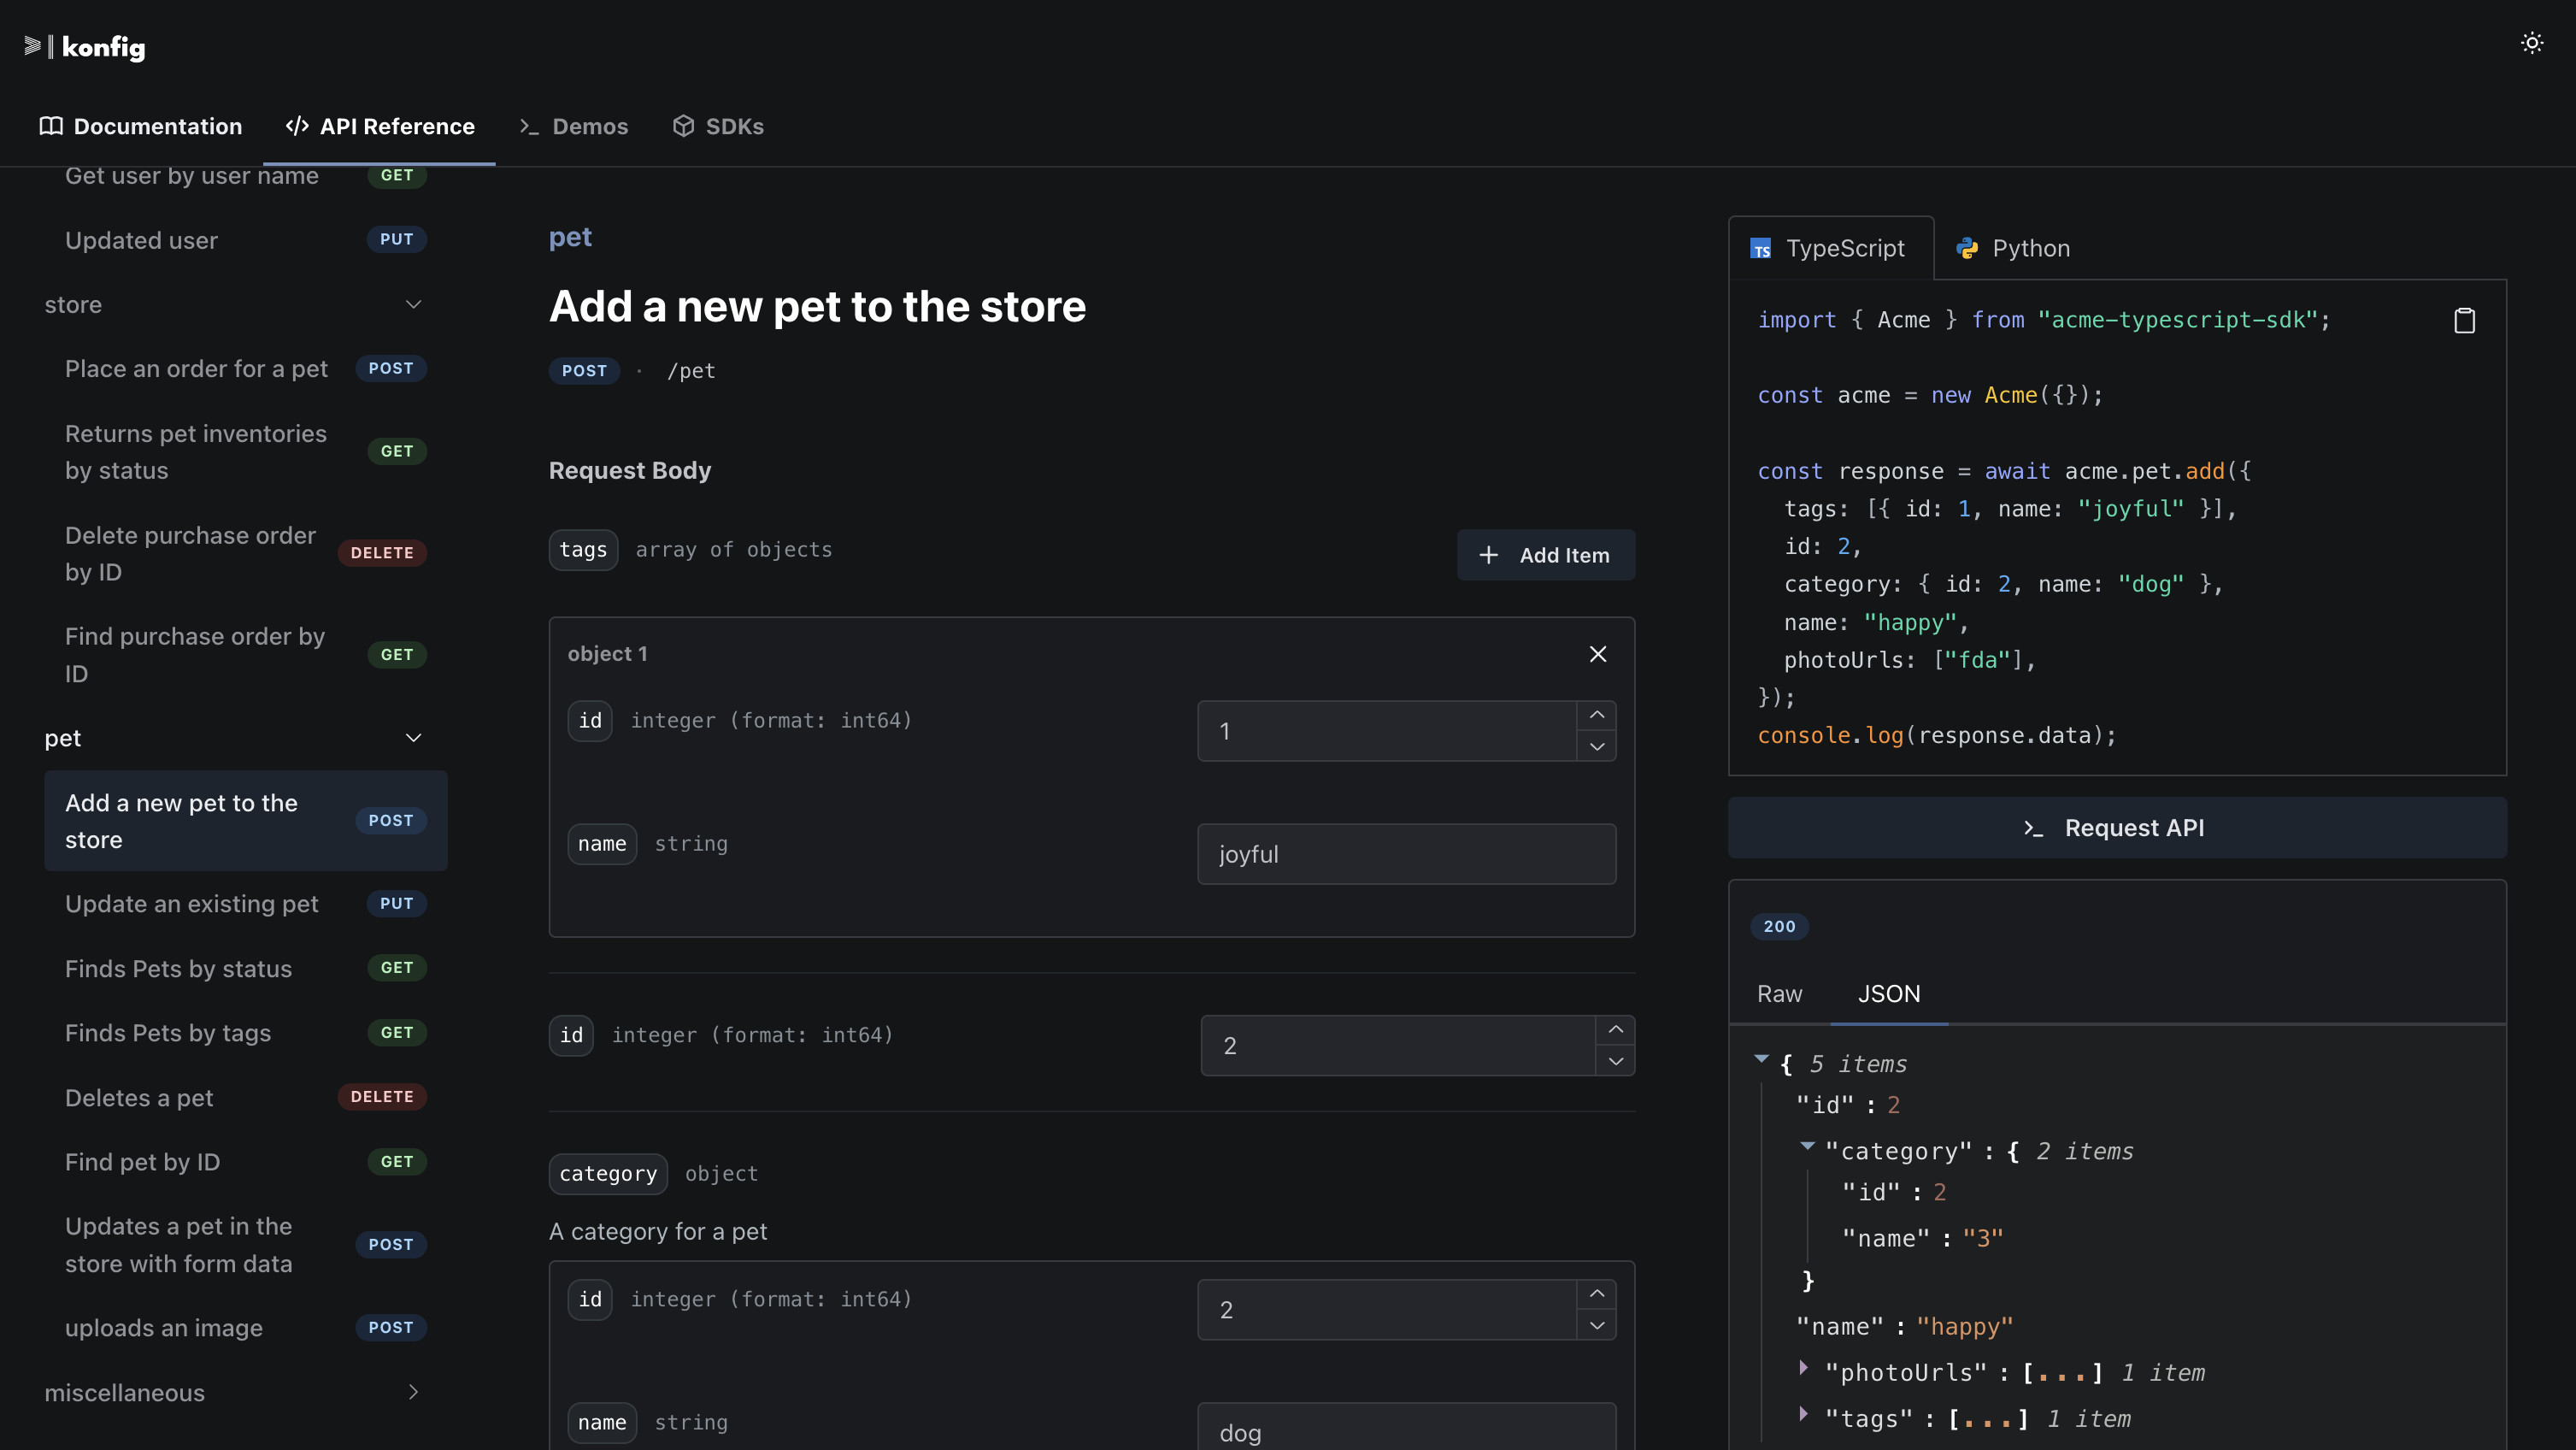 konfig
Documentation
API Reference
Demos
SDKs
Get user by user name GET
Updated user PUT
store
Place an order for a pet POST
Returns pet inventories
by status
GET
Delete purchase order
by ID
DELETE
Find purchase order by
ID
GET
pet
Add a new pet to the
store
POST
Update an existing pet PUT
Finds Pets by status GET
Finds Pets by tags GET
Deletes a pet DELETE
Find pet by ID GET
Updates a pet in the
store with form data
POST
uploads an image POST
miscellaneous
pet
Add a new pet to the store
POST · /pet
Request Body
tags array of objects
+ Add Item
object 1
id integer (format: int64)
1
name string
joyful
id integer (format: int64)
2
category object
A category for a pet
id integer (format: int64)
2
name string
dog
TS TypeScript
Python
import { Acme } from "acme-typescript-sdk";
const acme = new Acme({});
const response = await acme.pet.add({
tags: [{ id: 1, name: "joyful" }],
id: 2,
category: { id: 2, name: "dog" },
name: "happy",
photoUrls: ["fda"],
});
console.log(response.data);
>_ Request API
200
Raw JSON
{ 5 items
"id" : 2
"category" : { 2 items
"id" : 2
"name" : "3"
}
"name" : "happy"
"photoUrls" : [...] 1 item
"tags" : [...] 1 item